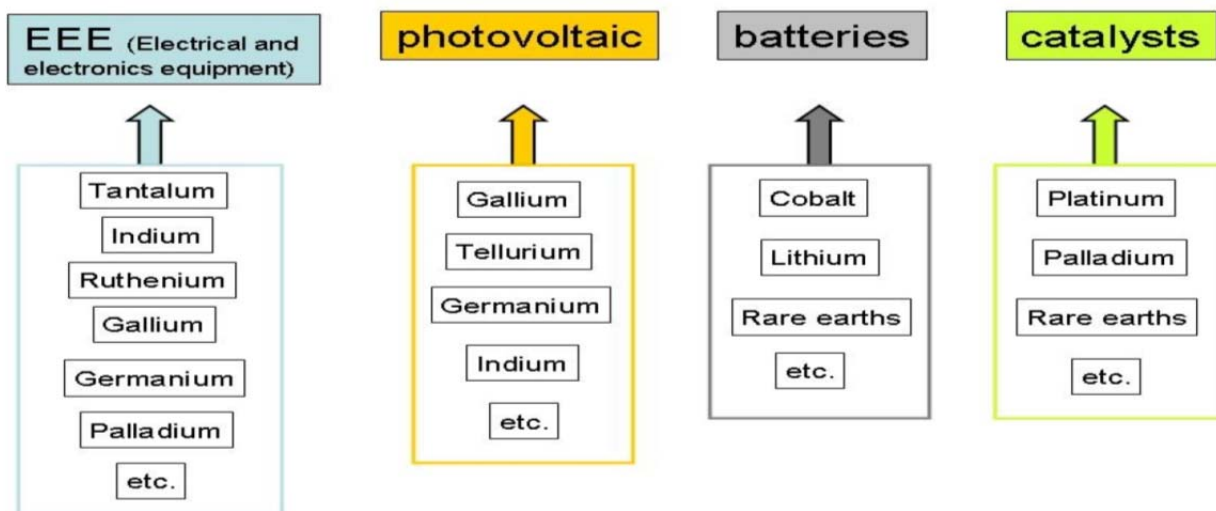 EEE (Electrical and
electronics equipment)
Tantalum
Indium
Ruthenium
Gallium
Germanium
Palladium
etc.
photovoltaic
Gallium
Tellurium
Germanium
Indium
etc.
batteries
Cobalt
Lithium
Rare earths
etc.
catalysts
Platinum
Palladium
Rare earths
etc.